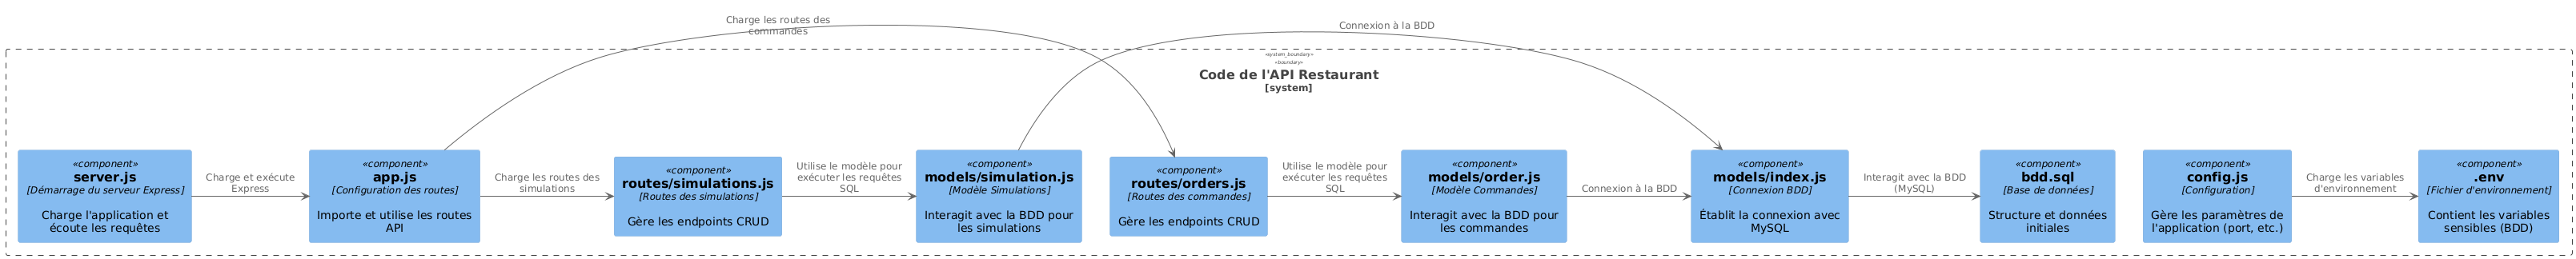 Charge les routes des
commandes
Connexion à la BDD
«system_boundary»
«boundary»
Code de l'API Restaurant
[system]
«component»
server.js
[Démarrage du serveur Express]
Charge l'application et
écoute les requêtes
Charge et exécute
Express
«component»
app.js
[Configuration des routes]
Importe et utilise les routes
API
Charge les routes des
simulations
«component»
routes/simulations.js
[Routes des simulations]
Gère les endpoints CRUD
Utilise le modèle pour
exécuter les requêtes
SQL
«component»
models/simulation.js
[Modèle Simulations]
Interagit avec la BDD pour
les simulations
«component»
routes/orders.js
[Routes des commandes]
Gère les endpoints CRUD
Utilise le modèle pour
exécuter les requêtes
SQL
«component»
models/order.js
[Modèle Commandes]
Interagit avec la BDD pour
les commandes
Connexion à la BDD
«component»
models/index.js
[Connexion BDD]
Établit la connexion avec
MySQL
Interagit avec la BDD
(MySQL)
«component»
bdd.sql
[Base de données]
Structure et données
initiales
«component»
config.js
[Configuration]
Gère les paramètres de
l'application (port, etc.)
Charge les variables
d'environnement
«component»
.env
[Fichier d'environnement]
Contient les variables
sensibles (BDD)